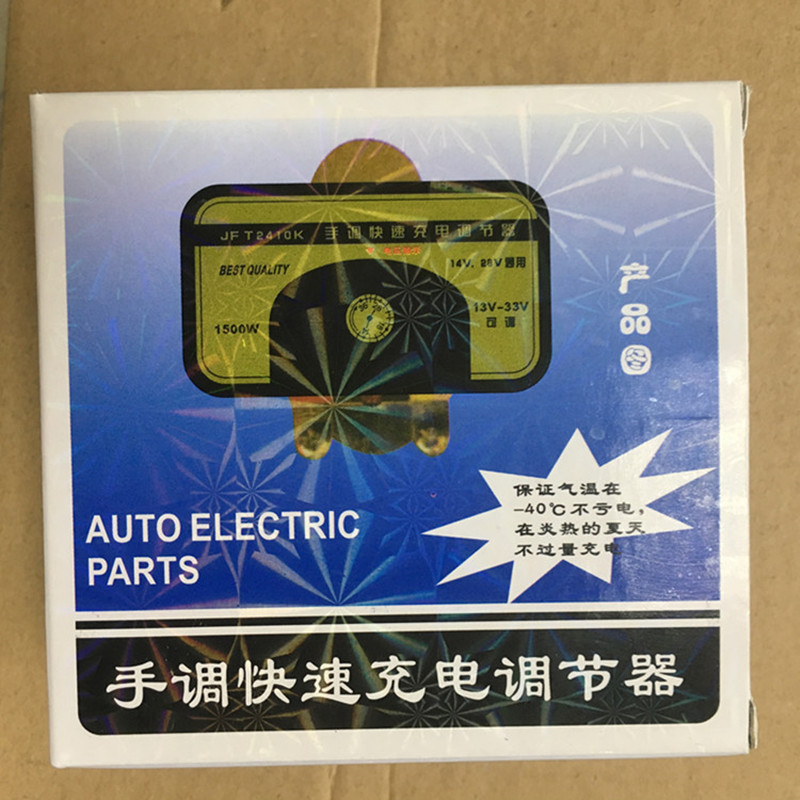 JFT2410K 手调快速充电调节器
BEST QUALITY
14V. 28V通用
1500W
13V-33V
可调
产品图
保证气温在
-40℃不亏电,
在炎热的夏天
不过量充电
AUTO ELECTRIC
PARTS
手调快速充电调节器